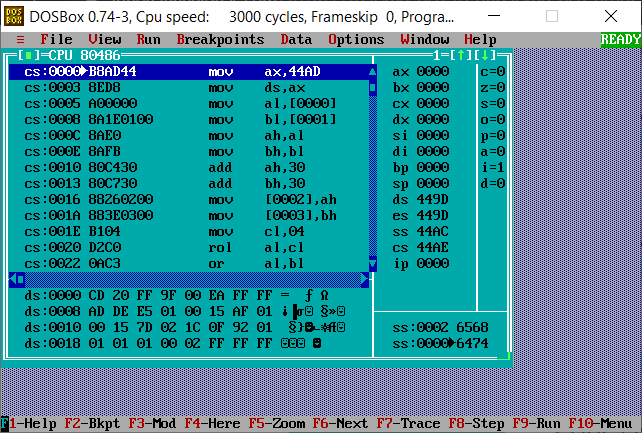 DOSBox 0.74-3, Cpu speed: 3000 cycles, Frameskip 0, Progra...
≡ File View Run Breakpoints Data Options Window Help READY
[■]=CPU 80486 1=[↑][↓]
cs:0000►B8AD44 mov ax,44AD ax 0000 c=0
cs:0003 8ED8 mov ds,ax bx 0000 z=0
cs:0005 A00000 mov al,[0000] cx 0000 s=0
cs:0008 8A1E0100 mov bl,[0001] dx 0000 o=0
cs:000C 8AE0 mov ah,al si 0000 p=0
cs:000E 8AFB mov bh,bl di 0000 a=0
cs:0010 80C430 add ah,30 bp 0000 i=1
cs:0013 80C730 add bh,30 sp 0000 d=0
cs:0016 88260200 mov [0002],ah ds 449D
cs:001A 883E0300 mov [0003],bh es 449D
cs:001E B104 mov cl,04 ss 44AC
cs:0020 D2C0 rol al,cl cs 44AE
cs:0022 0AC3 or al,bl ip 0000
ds:0000 CD 20 FF 9F 00 EA FF FF = ƒ Ω
ds:0008 AD DE E5 01 00 15 AF 01
ds:0010 00 15 7D 02 1C 0F 92 01 ss:0002 6568
ds:0018 01 01 01 00 02 FF FF FF ss:0000►6474
F1-Help F2-Bkpt F3-Mod F4-Here F5-Zoom F6-Next F7-Trace F8-Step F9-Run F10-Menu